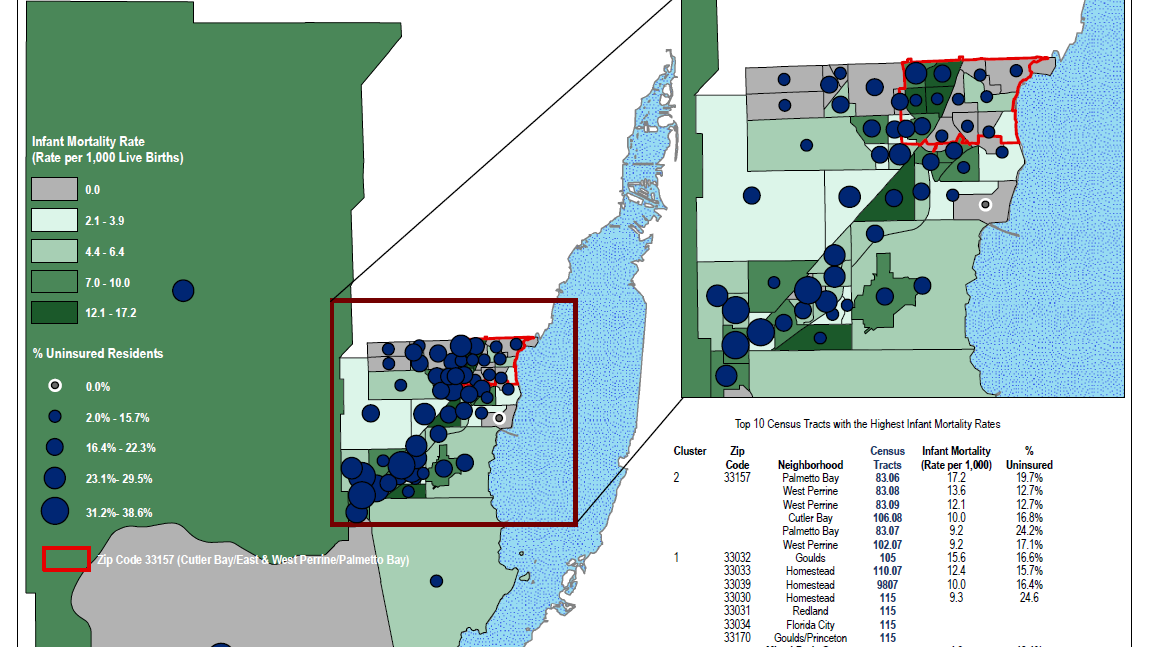 Infant Mortality Rate
(Rate per 1,000 Live Births)
0.0
2.1 - 3.9
4.4 - 6.4
7.0 - 10.0
12.1 - 17.2
% Uninsured Residents
0.0%
2.0% - 15.7%
16.4% - 22.3%
23.1%- 29.5%
31.2%- 38.6%
Zip Code 33157 (Cutler Bay/East & West Perrine/Palmetto Bay)
Top 10 Census Tracts with the Highest Infant Mortality Rates
Cluster Zip Code Neighborhood Census Tracts Infant Mortality (Rate per 1,000) % Uninsured
2 33157 Palmetto Bay 83.06 17.2 19.7%
West Perrine 83.08 13.6 12.7%
West Perrine 83.09 12.1 12.7%
Cutler Bay 106.08 10.0 16.8%
Palmetto Bay 83.07 9.2 24.2%
West Perrine 102.07 9.2 17.1%
1 33032 Goulds 105 15.6 16.6%
33033 Homestead 110.07 12.4 15.7%
33039 Homestead 9807 10.0 16.4%
33030 Homestead 115 9.3 24.6
33031 Redland 115
33034 Florida City 115
33170 Goulds/Princeton 115